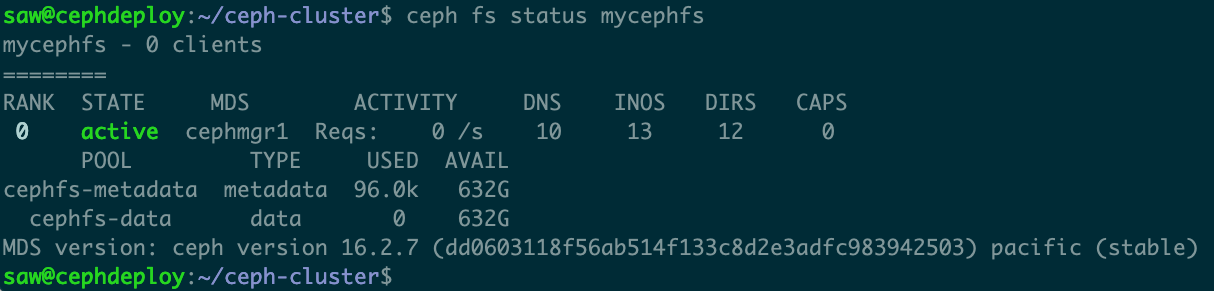 saw@cephdeploy:~/ceph-cluster$ ceph fs status mycephfs
mycephfs - 0 clients
========
RANK  STATE     MDS        ACTIVITY     DNS    INOS   DIRS   CAPS
 0    active  cephmgr1  Reqs:    0 /s    10     13     12      0
      POOL         TYPE     USED  AVAIL
cephfs-metadata  metadata  96.0k   632G
  cephfs-data      data       0    632G
MDS version: ceph version 16.2.7 (dd0603118f56ab514f133c8d2e3adfc983942503) pacific (stable)
saw@cephdeploy:~/ceph-cluster$